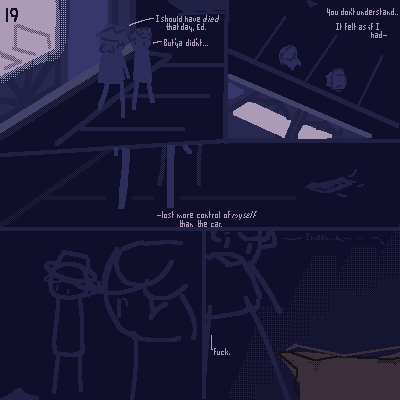 19
I should have died
that day, Ed.
But ya didn't...
You don't understand..
It felt as if I
had-
-lost more control of myself
than the car.
I mean..
fuck.